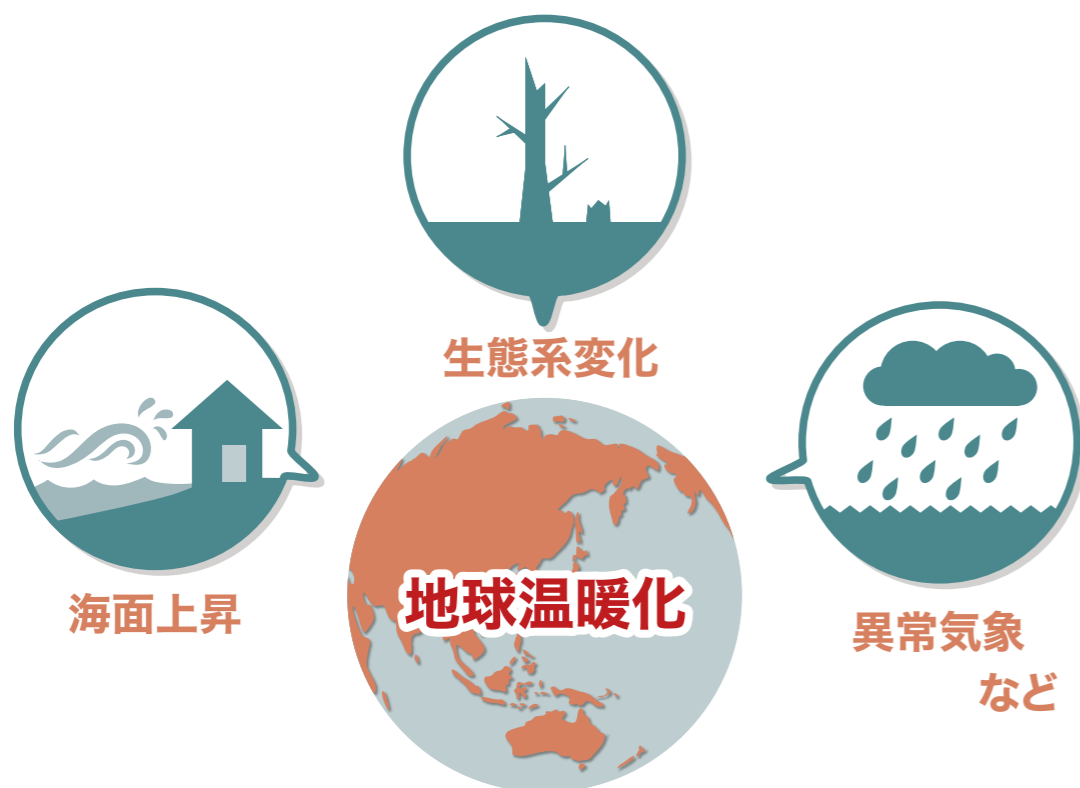 生態系変化
海面上昇
地球温暖化
異常気象
など